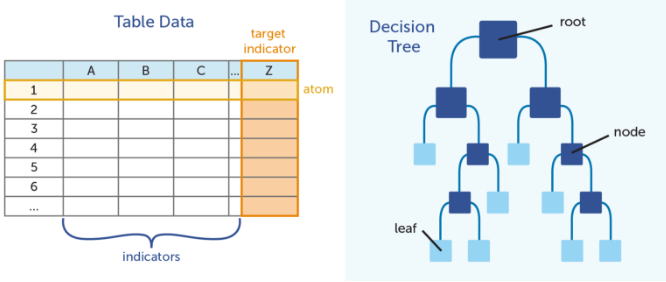 Table Data
target
indicator
A B C ... Z
1
atom
2
3
4
5
6
...
indicators
Decision
Tree
root
node
leaf